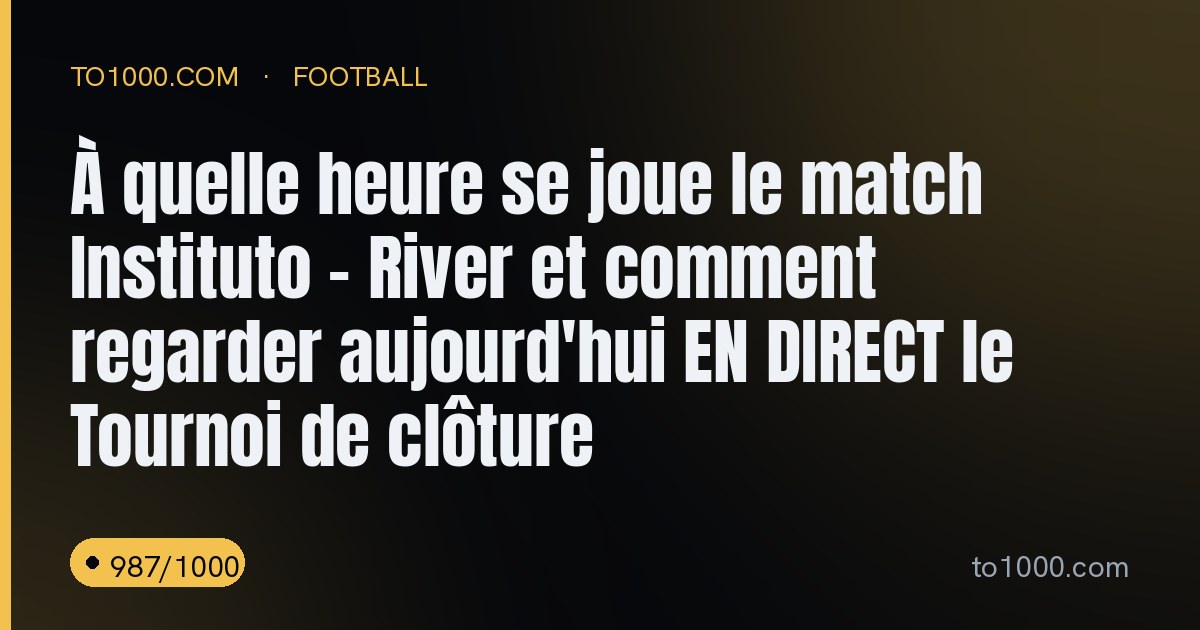 TO1000.COM · FOOTBALL
À quelle heure se joue le match
Instituto - River et comment
regarder aujourd'hui EN DIRECT le
Tournoi de clôture
987/1000
to1000.com